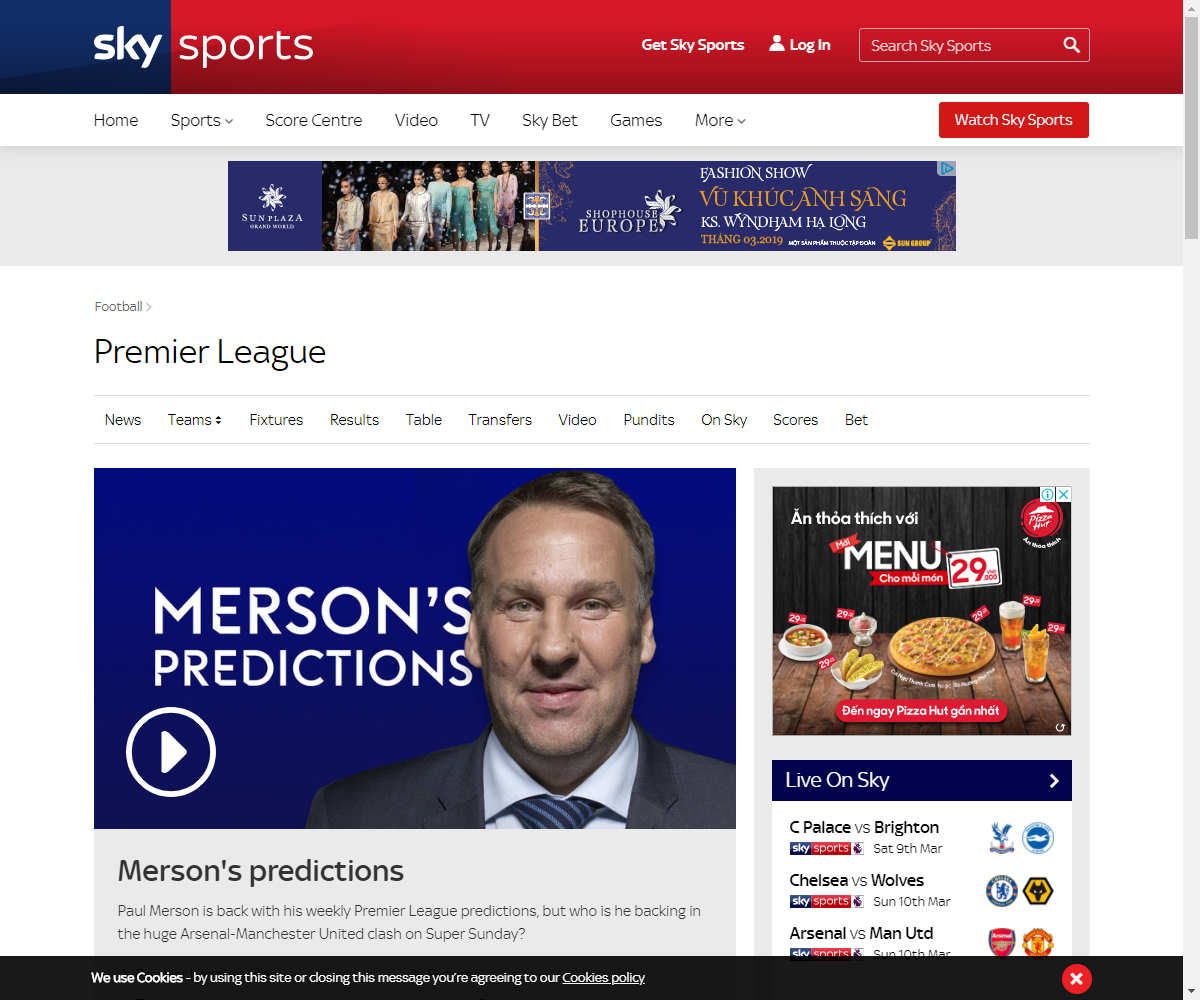 sky sports
Get Sky Sports
Log In
Search Sky Sports
Home
Sports
Score Centre
Video
TV
Sky Bet
Games
More
Watch Sky Sports
SUN PLAZA
GRAND WORLD
SHOPHOUSE
EUROPE
FASHION SHOW
VŨ KHÚC ÁNH SÁNG
KS. WYNDHAM HẠ LONG
THÁNG 03.2019
MỘT SẢN PHẨM THUỘC TẬP ĐOÀN
SUN GROUP
Football
Premier League
News
Teams
Fixtures
Results
Table
Transfers
Video
Pundits
On Sky
Scores
Bet
MERSON'S
PREDICTIONS
Merson's predictions
Paul Merson is back with his weekly Premier League predictions, but who is he backing in
the huge Arsenal-Manchester United clash on Super Sunday?
Ăn thỏa thích với
Pizza Hut
Ăn thỏa thích
Mới
MENU
Cho mỗi món
29.000 VND
29
29
29
29
29
29
Đến ngay Pizza Hut gần nhất
Live On Sky
C Palace vs Brighton
sky sports Sat 9th Mar
Chelsea vs Wolves
sky sports Sun 10th Mar
Arsenal vs Man Utd
sky sports Sun 10th Mar
We use Cookies - by using this site or closing this message you're agreeing to our Cookies policy